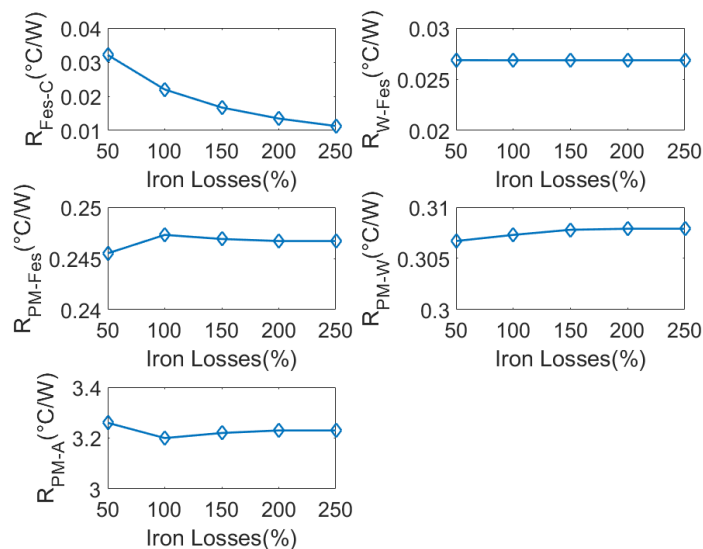 R_Fes-C(°C/W)
0.04
0.03
0.02
0.01
50 100 150 200 250
Iron Losses(%)
R_W-Fes(°C/W)
0.03
0.025
0.02
50 100 150 200 250
Iron Losses(%)
R_PM-Fes(°C/W)
0.25
0.245
0.24
50 100 150 200 250
Iron Losses(%)
R_PM-W(°C/W)
0.31
0.305
0.3
50 100 150 200 250
Iron Losses(%)
R_PM-A(°C/W)
3.4
3.2
3
50 100 150 200 250
Iron Losses(%)